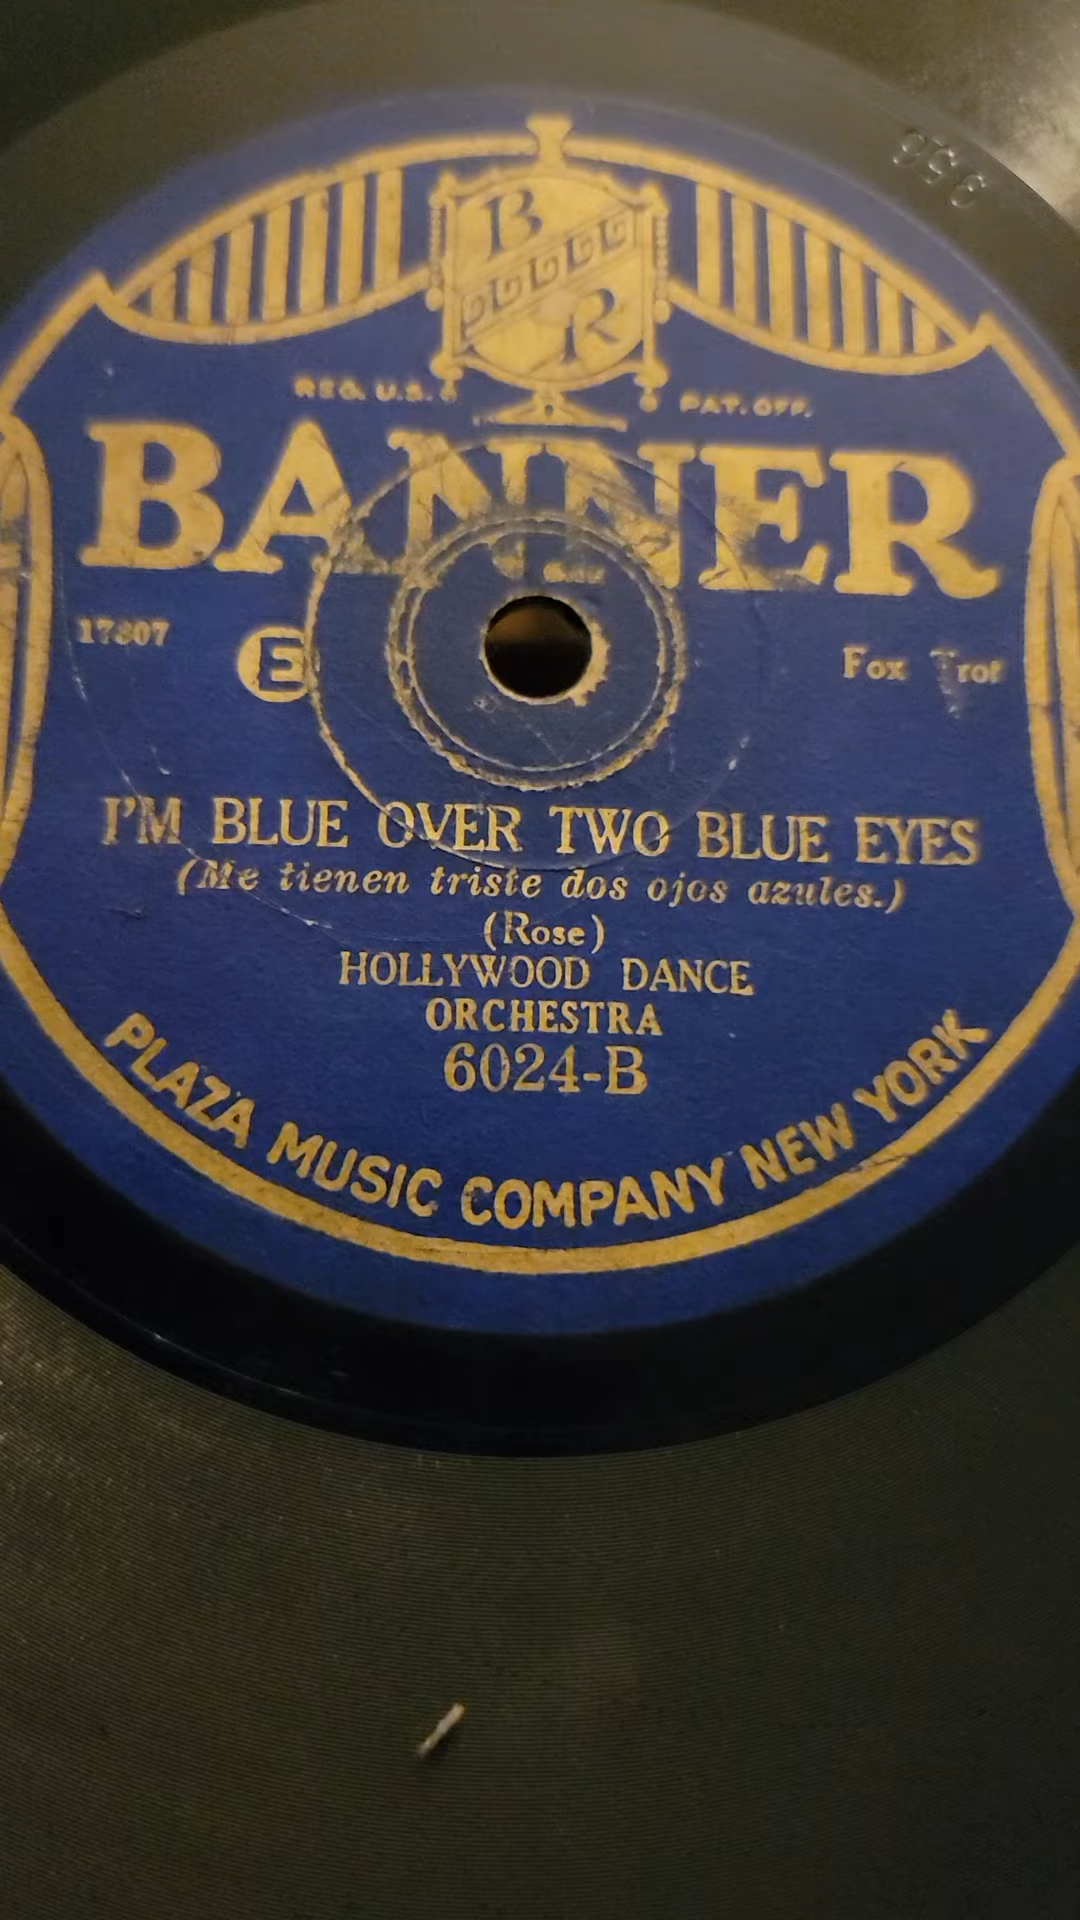 950
B
R
REG. U.S. PAT. OFF.
BANNER
17807
E
Fox Trot
I'M BLUE OVER TWO BLUE EYES
(Me tienen triste dos ojos azules.)
(Rose)
HOLLYWOOD DANCE
ORCHESTRA
6024-B
PLAZA MUSIC COMPANY NEW YORK